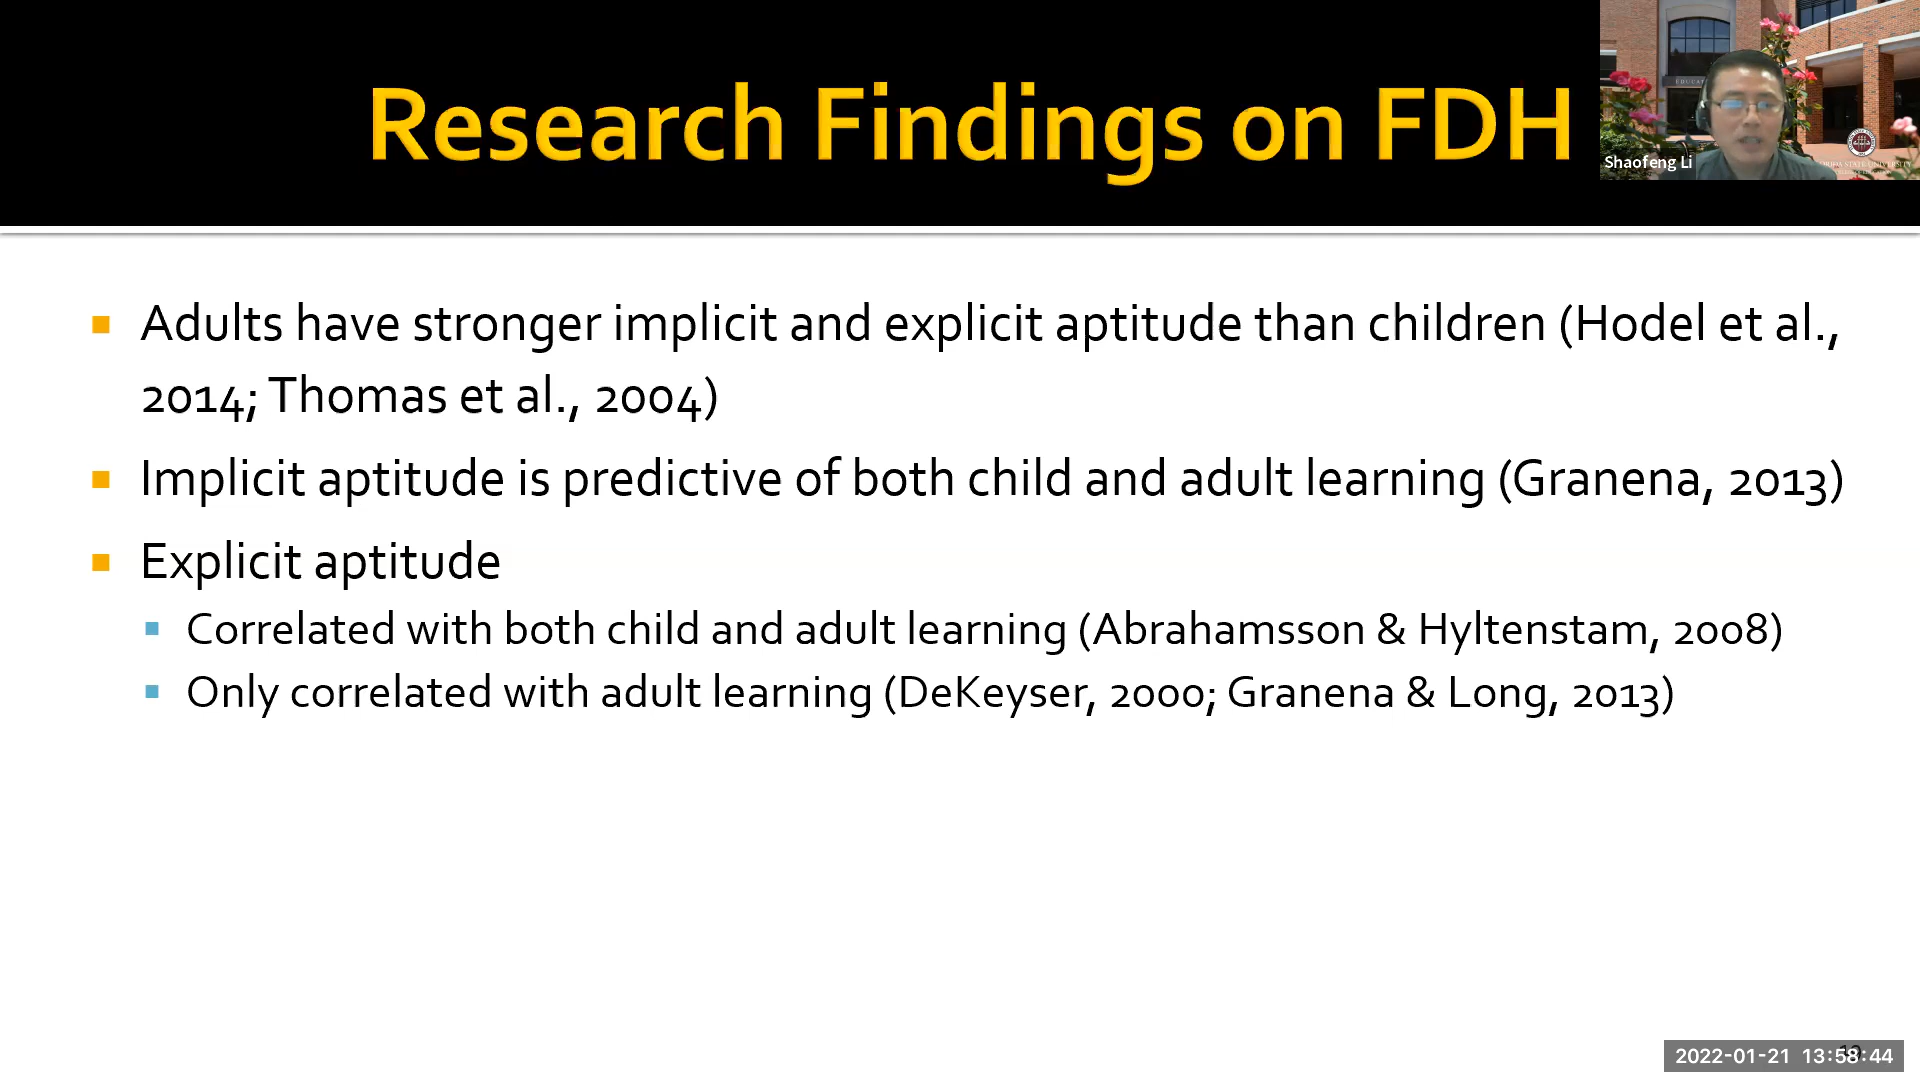 Research Findings on FDH
Shaofeng Li
Adults have stronger implicit and explicit aptitude than children (Hodel et al.,
2014; Thomas et al., 2004)
Implicit aptitude is predictive of both child and adult learning (Granena, 2013)
Explicit aptitude
Correlated with both child and adult learning (Abrahamsson & Hyltenstam, 2008)
Only correlated with adult learning (DeKeyser, 2000; Granena & Long, 2013)
2022-01-21 13:58:44